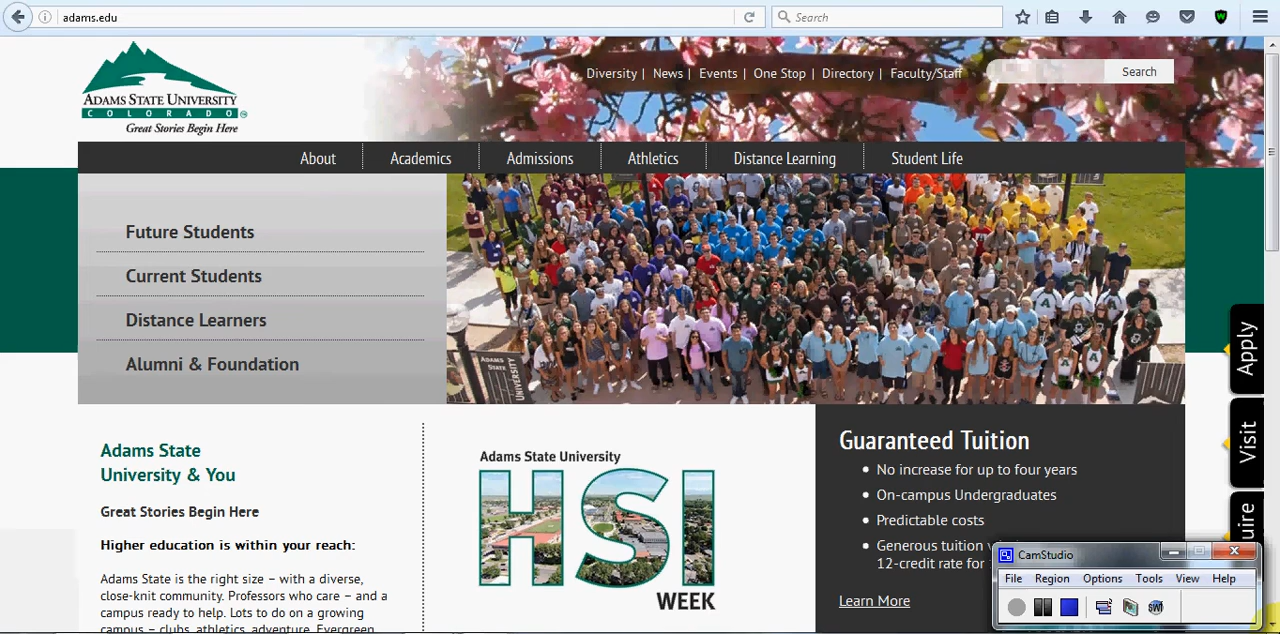 adams.edu
Search
ADAMS STATE UNIVERSITY
COLORADO
Great Stories Begin Here
Diversity | News | Events | One Stop | Directory | Faculty/Staff
Search
About
Academics
Admissions
Athletics
Distance Learning
Student Life
Future Students
Current Students
Distance Learners
Alumni & Foundation
ADAMS STATE UNIVERSITY
Apply
Visit
Adams State
University & You
Great Stories Begin Here
Higher education is within your reach:
Adams State is the right size – with a diverse,
close-knit community. Professors who care – and a
campus ready to help. Lots to do on a growing
campus – clubs, athletics, adventure. Evergreen
Adams State University
HSI
WEEK
Guaranteed Tuition
No increase for up to four years
On-campus Undergraduates
Predictable costs
Generous tuition
12-credit rate for
Learn More
CamStudio
File Region Options Tools View Help